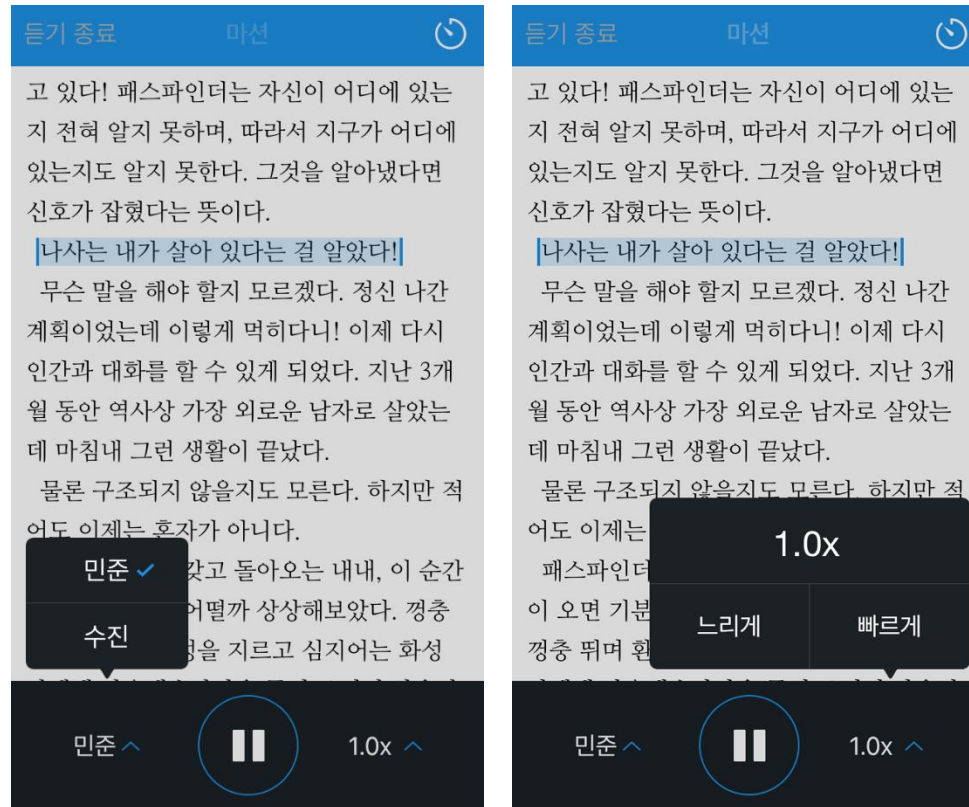 듣기 종료
마션
고 있다! 패스파인더는 자신이 어디에 있는
지 전혀 알지 못하며, 따라서 지구가 어디에
있는지도 알지 못한다. 그것을 알아냈다면
신호가 잡혔다는 뜻이다.
나사는 내가 살아 있다는 걸 알았다!
무슨 말을 해야 할지 모르겠다. 정신 나간
계획이었는데 이렇게 먹히다니! 이제 다시
인간과 대화를 할 수 있게 되었다. 지난 3개
월 동안 역사상 가장 외로운 남자로 살았는
데 마침내 그런 생활이 끝났다.
물론 구조되지 않을지도 모른다. 하지만 적
어도 이제는 혼자가 아니다.
갖고 돌아오는 내내, 이 순간
어떨까 상상해보았다. 껑충
을 지르고 심지어는 화성
민준
수진
민준
1.0x
듣기 종료
마션
고 있다! 패스파인더는 자신이 어디에 있는
지 전혀 알지 못하며, 따라서 지구가 어디에
있는지도 알지 못한다. 그것을 알아냈다면
신호가 잡혔다는 뜻이다.
나사는 내가 살아 있다는 걸 알았다!
무슨 말을 해야 할지 모르겠다. 정신 나간
계획이었는데 이렇게 먹히다니! 이제 다시
인간과 대화를 할 수 있게 되었다. 지난 3개
월 동안 역사상 가장 외로운 남자로 살았는
데 마침내 그런 생활이 끝났다.
물론 구조되지 않을지도 모른다. 하지만 적
어도 이제는
패스파인더
이 오면 기분
껑충 뛰며 환
1.0x
느리게
빠르게
민준
1.0x